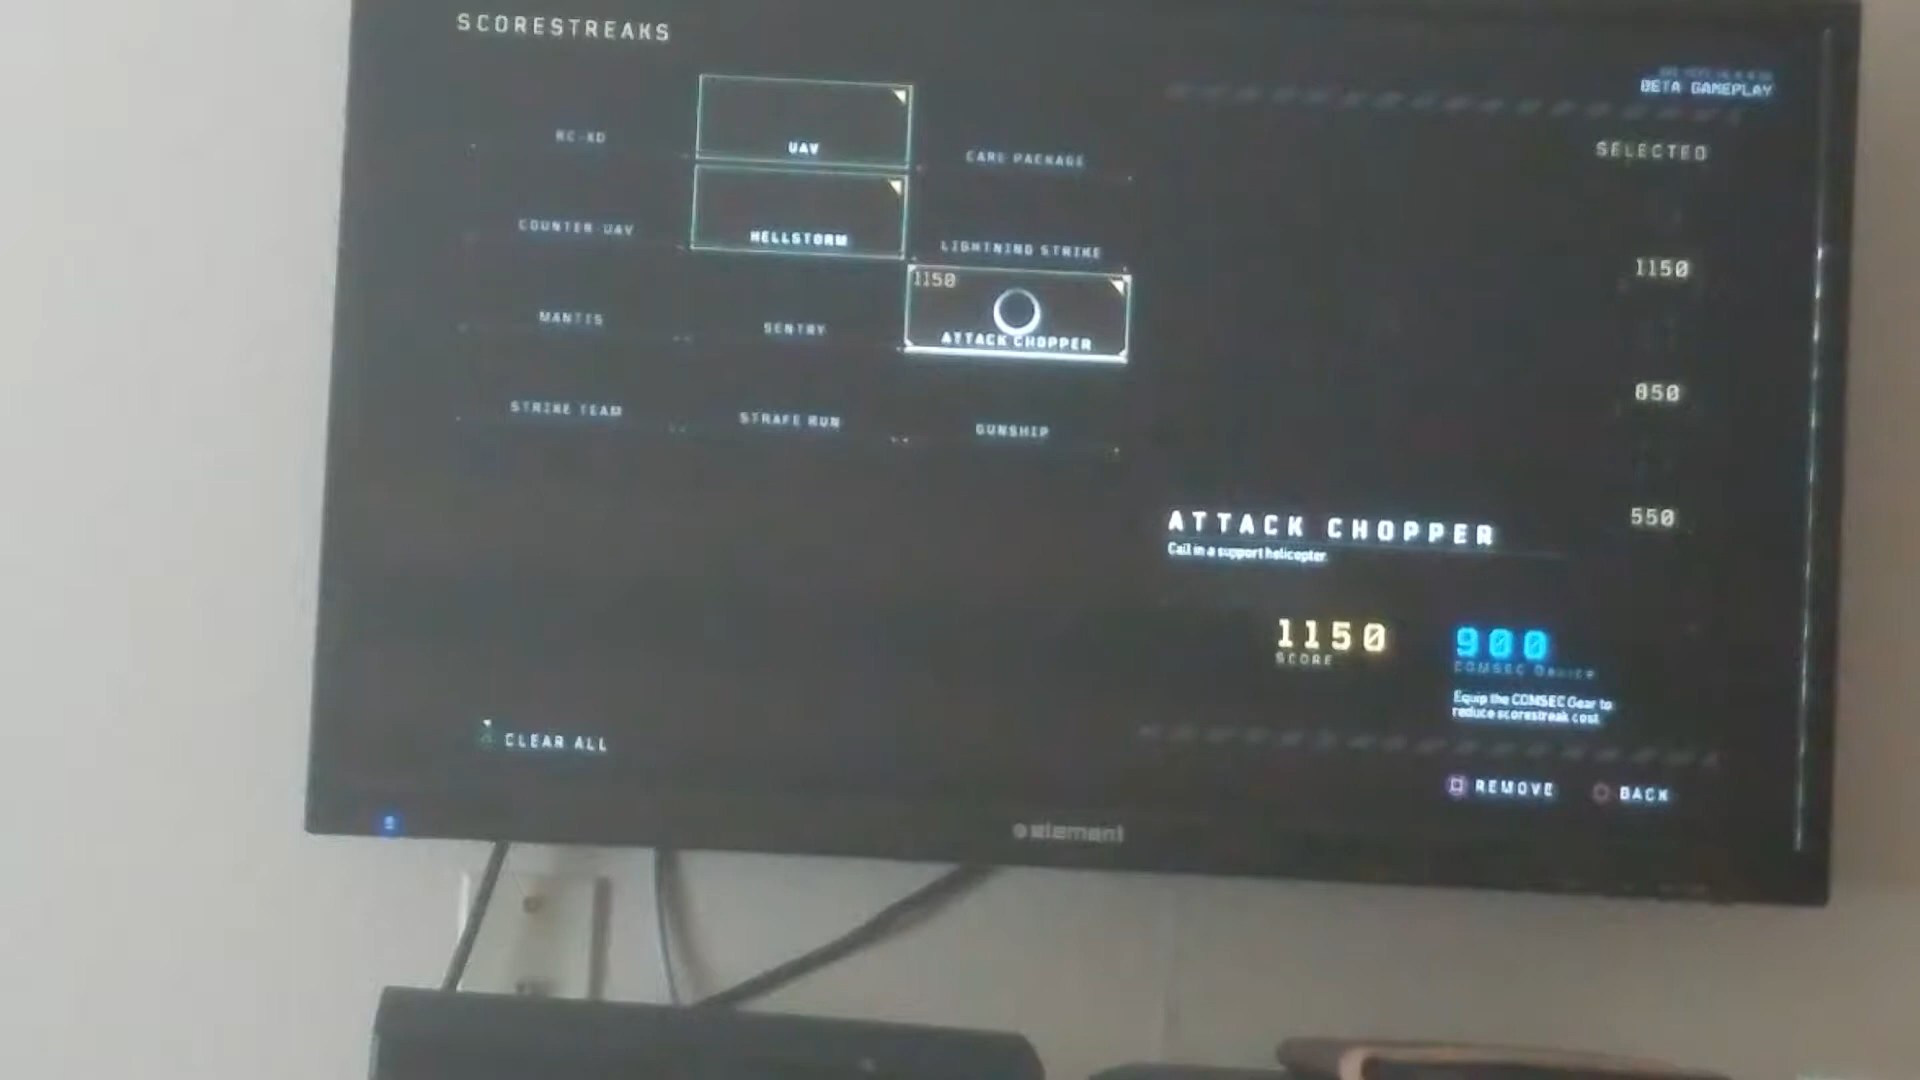 SCORESTREAKS
BETA GAMEPLAY
RC-XD
UAV
CARE PACKAGE
SELECTED
COUNTER UAV
HELLSTORM
LIGHTNING STRIKE
1150
1150
MANTIS
SENTRY
ATTACK CHOPPER
850
STRIKE TEAM
STRAFE RUN
GUNSHIP
550
ATTACK CHOPPER
Call in a support helicopter.
1150
SCORE
900
COMSEC DEVICE
Equip the COMSEC Gear to
reduce scorestreak cost
CLEAR ALL
REMOVE
BACK
element